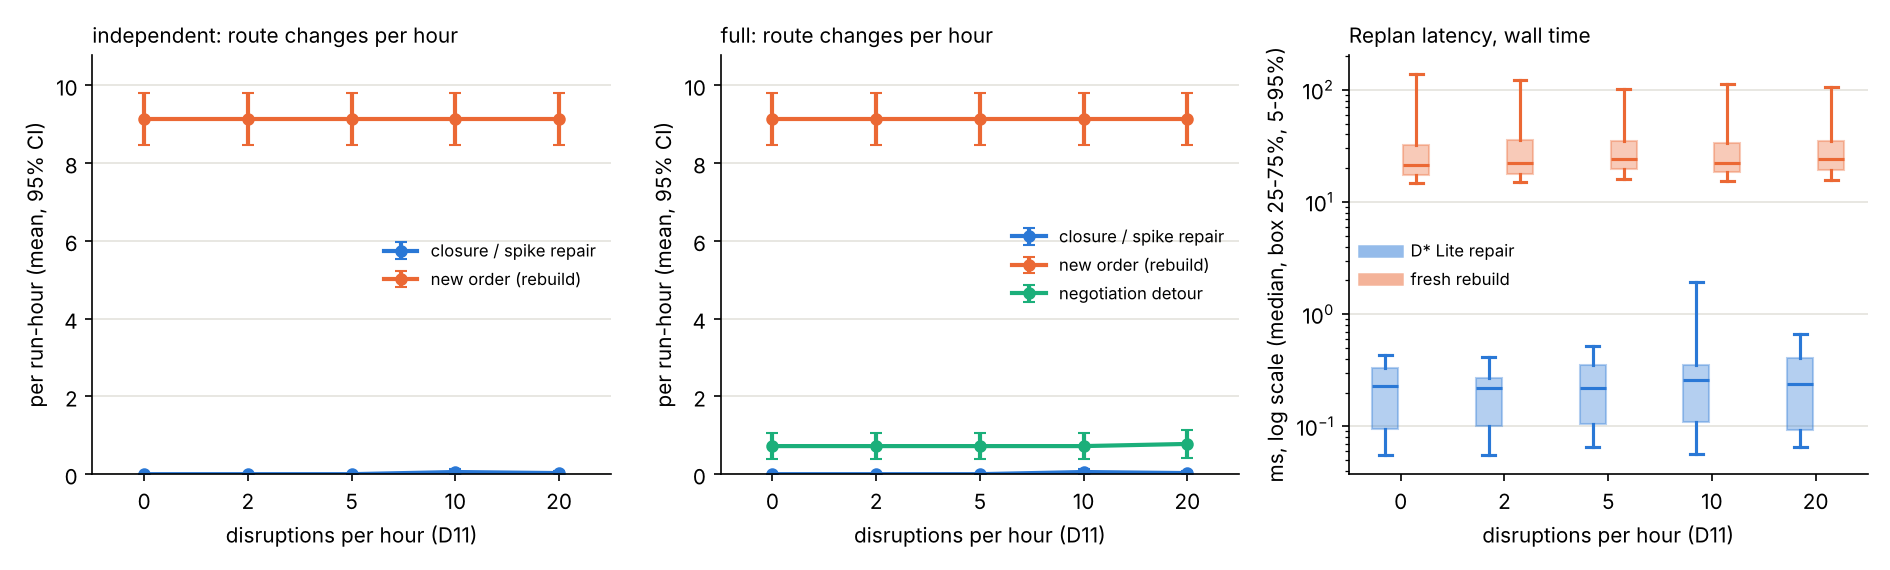 independent: route changes per hour
per run-hour (mean, 95% CI)
10
8
6
4
2
0
closure / spike repair
new order (rebuild)
0 2 5 10 20
disruptions per hour (D11)
full: route changes per hour
per run-hour (mean, 95% CI)
10
8
6
4
2
0
closure / spike repair
new order (rebuild)
negotiation detour
0 2 5 10 20
disruptions per hour (D11)
Replan latency, wall time
ms, log scale (median, box 25-75%, 5-95%)
10²
10¹
10⁰
10⁻¹
D* Lite repair
fresh rebuild
0 2 5 10 20
disruptions per hour (D11)